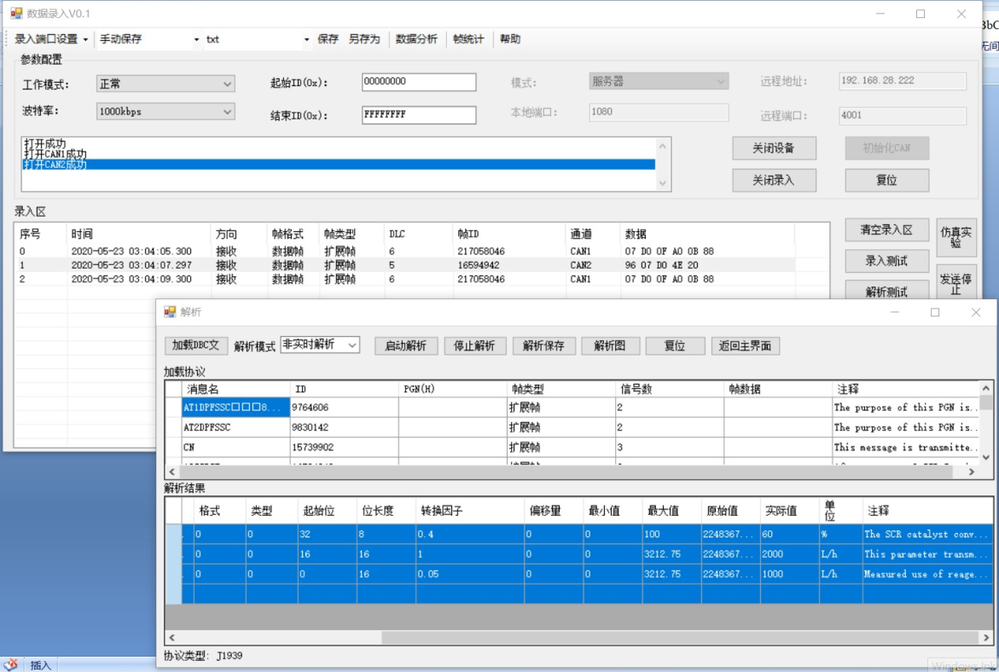 数据录入V0.1
录入端口设置 手动保存 txt 保存 另存为 数据分析 帧统计 帮助
参数配置
工作模式: 正常 起始ID(0x): 00000000 模式: 服务器 远程地址: 192.168.28.222
波特率: 1000kbps 结束ID(0x): FFFFFFFF 本地端口: 1080 远程端口: 4001
打开成功
打开CAN1成功
打开CAN2成功
关闭设备 初始化CAN
关闭录入 复位
录入区
序号 时间 方向 帧格式 帧类型 DLC 帧ID 通道 数据
0 2020-05-23 03:04:05.300 接收 数据帧 扩展帧 6 217058046 CAN1 07 D0 0F A0 0B 88
1 2020-05-23 03:04:07.297 接收 数据帧 扩展帧 5 16594942 CAN2 96 07 D0 4E 20
2 2020-05-23 03:04:09.300 接收 数据帧 扩展帧 6 217058046 CAN1 07 D0 0F A0 0B 88
清空录入区 仿真实验
录入测试
解析测试 发送停止
解析
加载DBC文 解析模式 非实时解析 启动解析 停止解析 解析保存 解析图 复位 返回主界面
加载协议
消息名 ID PGN(H) 帧类型 信号数 帧数据 注释
AT1DPFSSC□□□8... 9764606 扩展帧 2 The purpose of this PGN is...
AT2DPFSSC 9830142 扩展帧 2 The purpose of this PGN is...
CN 15739902 扩展帧 3 This message is transmitte...
解析结果
格式 类型 起始位 位长度 转换因子 偏移量 最小值 最大值 原始值 实际值 单位 注释
0 0 32 8 0.4 0 0 100 2248367... 60 % The SCR catalyst conv...
0 0 16 16 1 0 0 3212.75 2248367... 2000 L/h This parameter transm...
0 0 0 16 0.05 0 0 3212.75 2248367... 1000 L/h Measured use of reage...
协议类型: J1939
插入